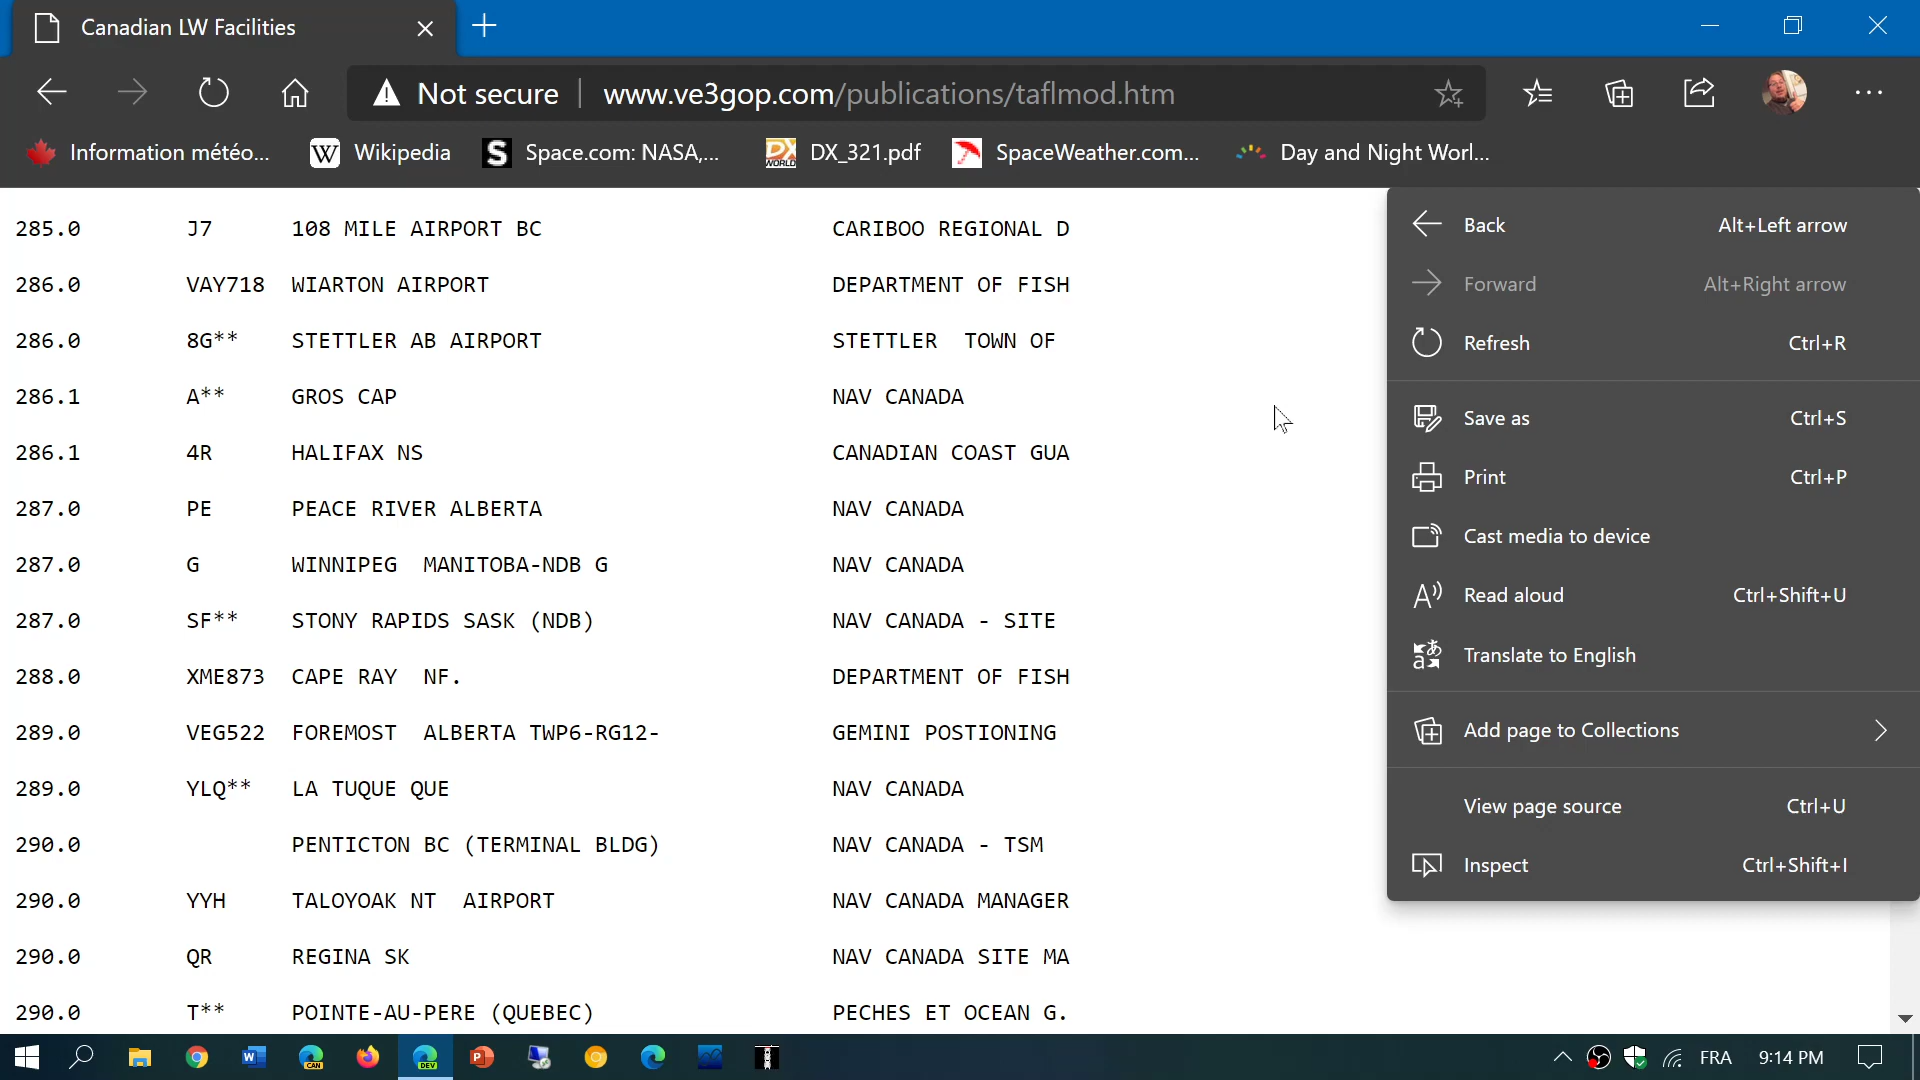 Canadian LW Facilities
Not secure www.ve3gop.com/publications/taflmod.htm
Information météo... W Wikipedia S Space.com: NASA,... DX WORLD DX_321.pdf SpaceWeather.com... Day and Night Worl...
285.0 J7 108 MILE AIRPORT BC CARIBOO REGIONAL D
286.0 VAY718 WIARTON AIRPORT DEPARTMENT OF FISH
286.0 8G** STETTLER AB AIRPORT STETTLER TOWN OF
286.1 A** GROS CAP NAV CANADA
286.1 4R HALIFAX NS CANADIAN COAST GUA
287.0 PE PEACE RIVER ALBERTA NAV CANADA
287.0 G WINNIPEG MANITOBA-NDB G NAV CANADA
287.0 SF** STONY RAPIDS SASK (NDB) NAV CANADA - SITE
288.0 XME873 CAPE RAY NF. DEPARTMENT OF FISH
289.0 VEG522 FOREMOST ALBERTA TWP6-RG12- GEMINI POSTIONING
289.0 YLQ** LA TUQUE QUE NAV CANADA
290.0 PENTICTON BC (TERMINAL BLDG) NAV CANADA - TSM
290.0 YYH TALOYOAK NT AIRPORT NAV CANADA MANAGER
290.0 QR REGINA SK NAV CANADA SITE MA
290.0 T** POINTE-AU-PERE (QUEBEC) PECHES ET OCEAN G.
Back Alt+Left arrow
Forward Alt+Right arrow
Refresh Ctrl+R
Save as Ctrl+S
Print Ctrl+P
Cast media to device
Read aloud Ctrl+Shift+U
Translate to English
Add page to Collections
View page source Ctrl+U
Inspect Ctrl+Shift+I
CAN DEV FRA 9:14 PM